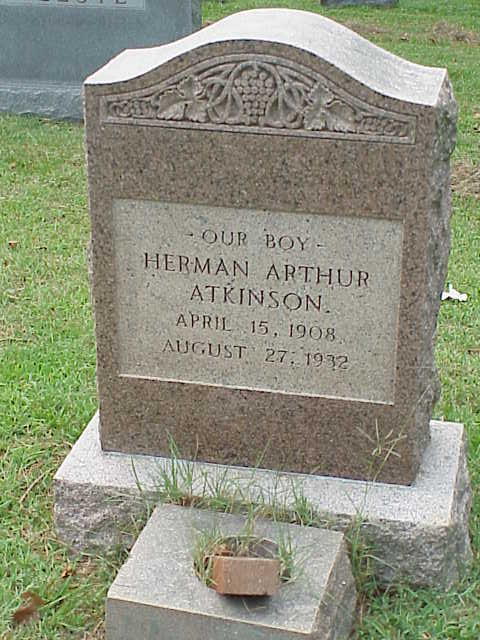 - OUR BOY -
HERMAN ARTHUR
ATKINSON.
APRIL 15, 1908
AUGUST 27, 1932